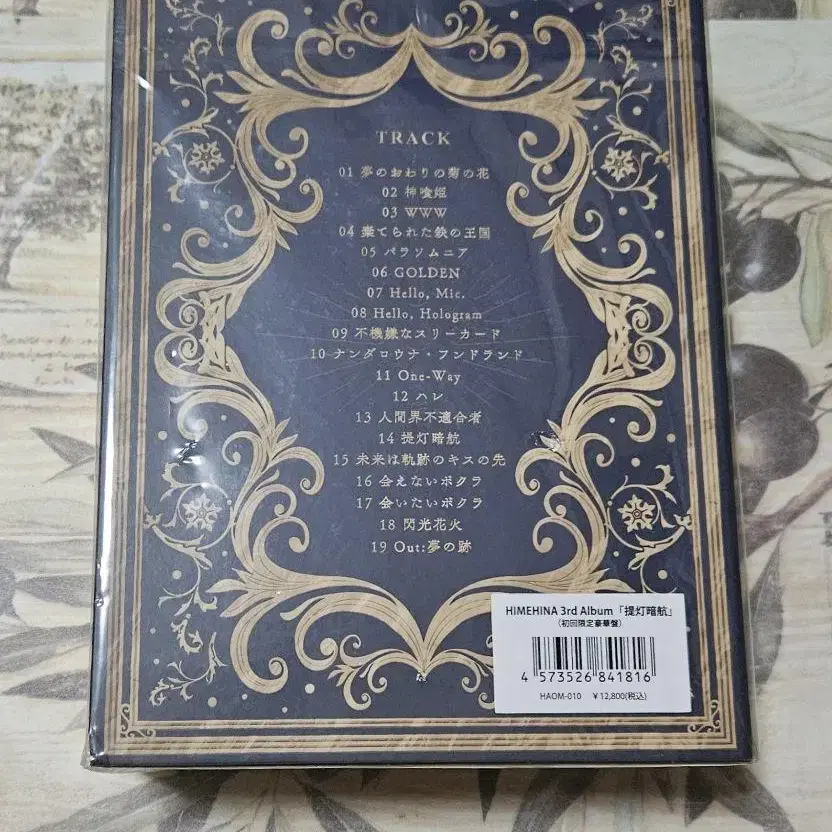 TRACK
01 夢のおわりの菊の花
02 神喰姫
03 WWW
04 棄てられた鉄の王国
05 パラソムニア
06 GOLDEN
07 Hello, Mic.
08 Hello, Hologram
09 不機嫌なスリーカード
10 ナンダロウナ・フンドランド
11 One-Way
12 ハレ
13 人間界不適合者
14 提灯暗航
15 未来は軌跡のキスの先
16 会えないボクラ
17 会いたいボクラ
18 閃光花火
19 Out:夢の跡
HIMEHINA 3rd Album「提灯暗航」
(初回限定豪華盤)
4 573526 841816
HAOM-010 ¥12,800(税込)